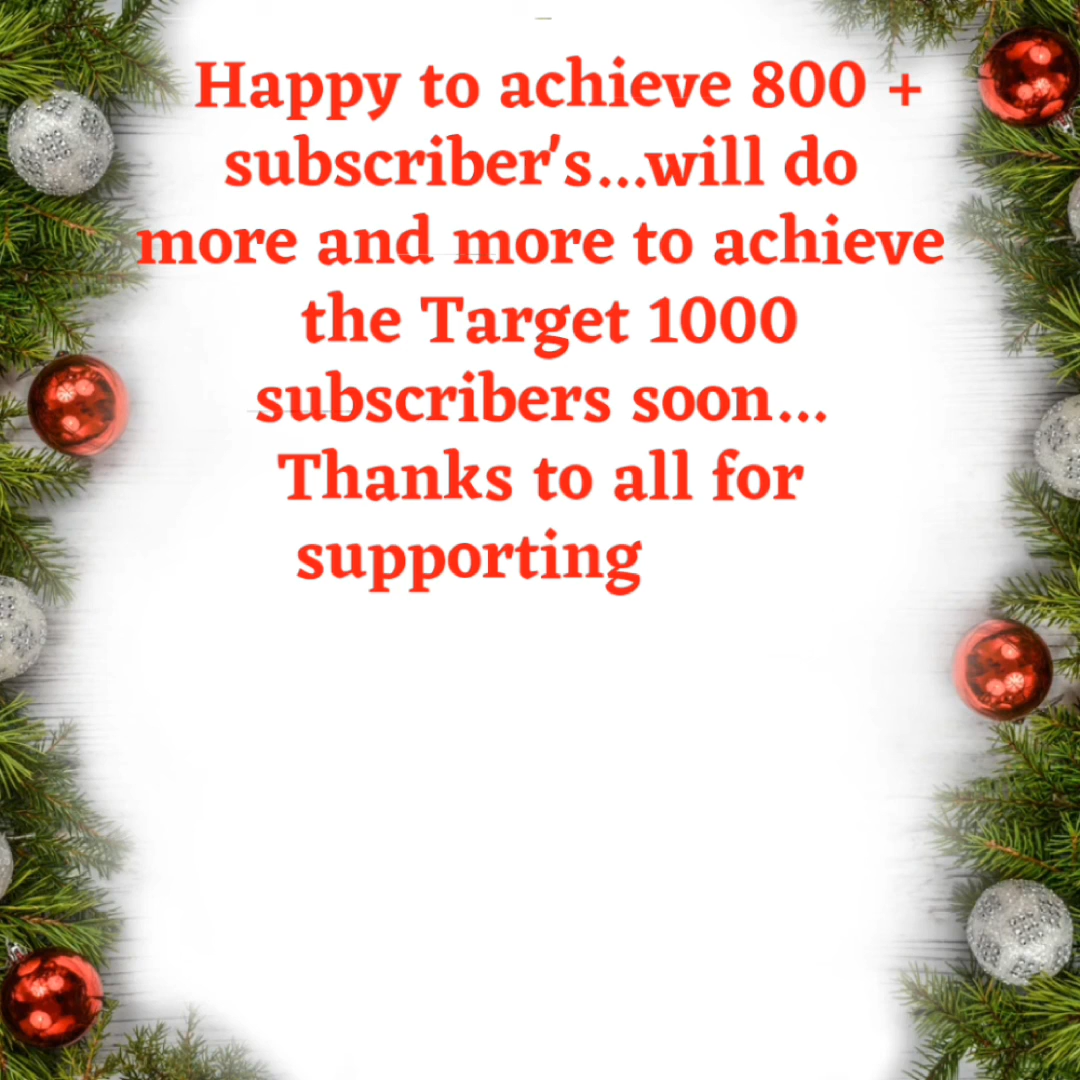 Happy to achieve 800 +
subscriber's...will do
more and more to achieve
the Target 1000
subscribers soon...
Thanks to all for
supporting